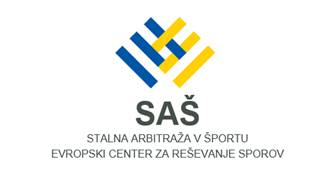 SAŠ
STALNA ARBITRAŽA V ŠPORTU
EVROPSKI CENTER ZA REŠEVANJE SPOROV